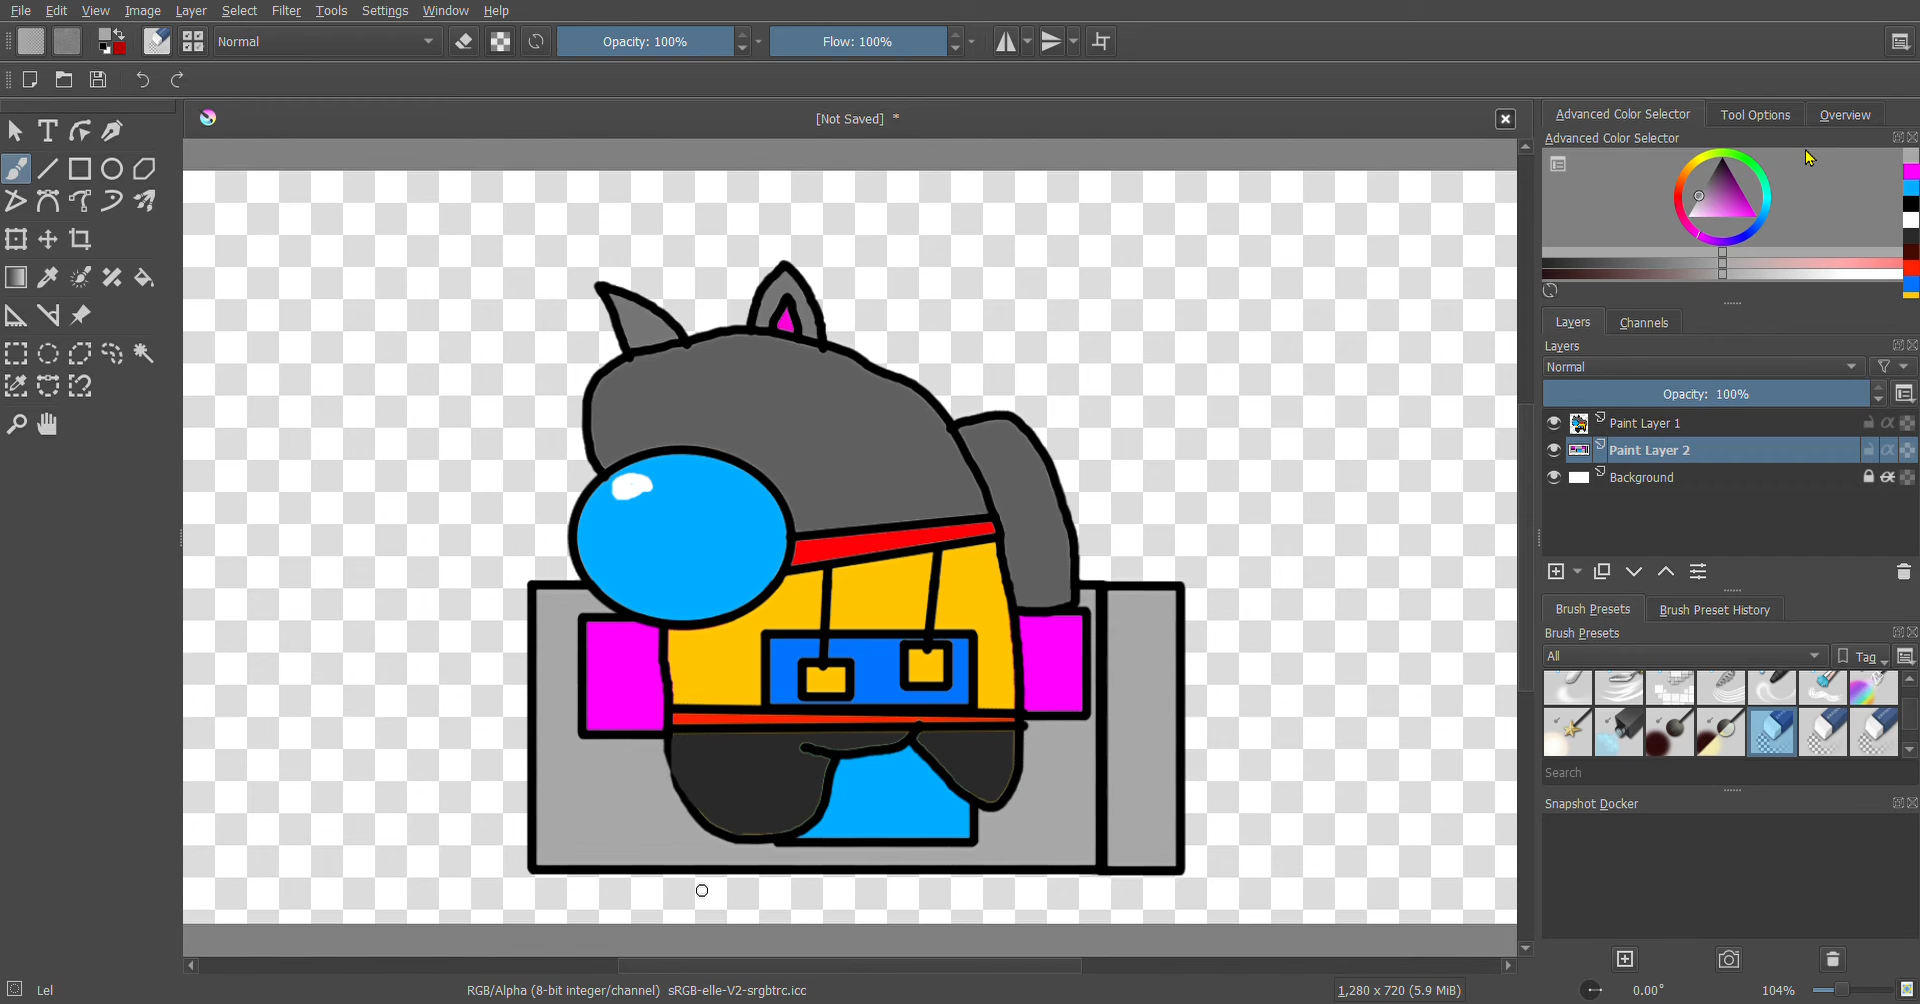 File Edit View Image Layer Select Filter Tools Settings Window Help
Normal Opacity: 100% Flow: 100%
[Not Saved] *
Advanced Color Selector Tool Options Overview
Advanced Color Selector
Layers Channels
Layers
Normal
Opacity: 100%
Paint Layer 1
Paint Layer 2
Background
Brush Presets Brush Preset History
Brush Presets
All Tag
Search
Snapshot Docker
Lel RGB/Alpha (8-bit integer/channel) sRGB-elle-V2-srgbtrc.icc 1,280 x 720 (5.9 MiB) 0.00° 104%